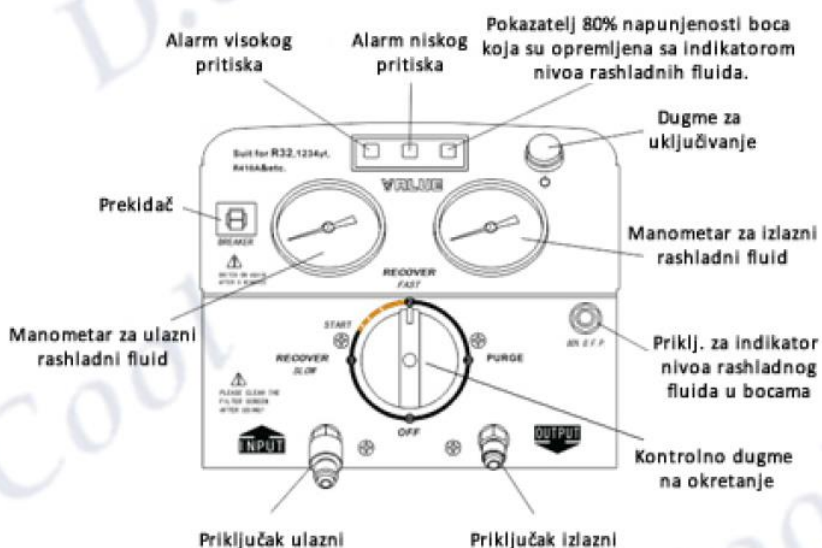 Pokazatelj 80% napunjenosti boca
koja su opremljena sa indikatorom
nivoa rashladnih fluida.
Alarm visokog
pritiska
Alarm niskog
pritiska
Dugme za
uključivanje
Suit for R32,1234yf,
R410A&etc.
VALUE
Prekidač
BREAKER
Manometar za izlazni
rashladni fluid
RECOVER
FAST
START
Manometar za ulazni
rashladni fluid
RECOVER
SLOW
PURGE
80% O.F.P.
Priklj. za indikator
nivoa rashladnog
fluida u bocama
PLEASE CLEAN THE
FILTER SCREEN
AFTER USING!
OFF
INPUT
OUTPUT
Kontrolno dugme
na okretanje
Priključak ulazni
Priključak izlazni
Cool